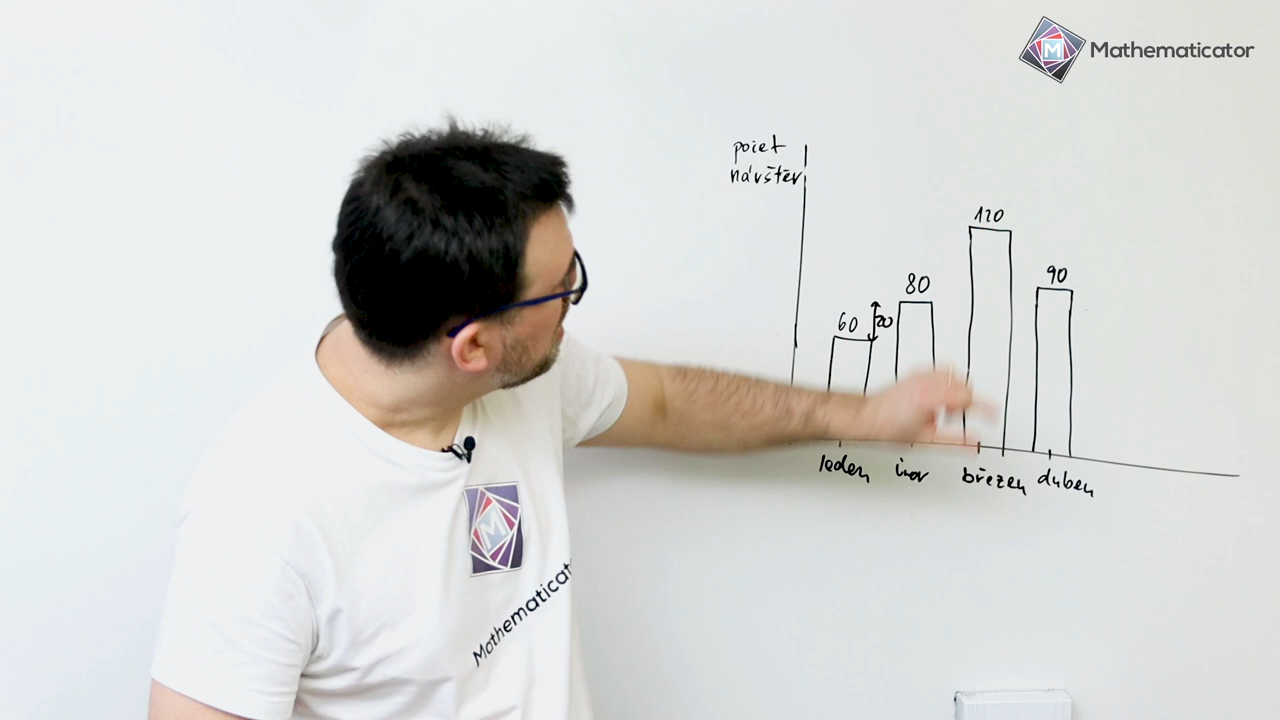 Mathematicator
počet
návštěv
120
90
80
60
20
leden
únor
březen
duben
M
Mathematicator